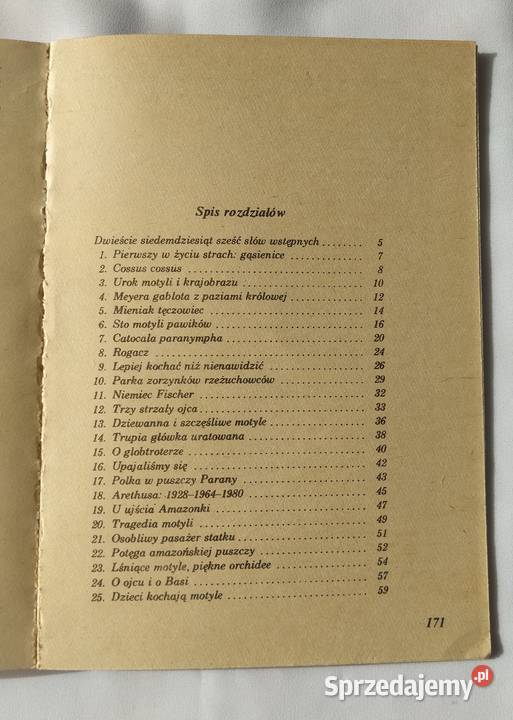 Spis rozdziałów
Dwieście siedemdziesiąt sześć słów wstępnych ........ 5
1. Pierwszy w życiu strach: gąsienice ........ 7
2. Cossus cossus ........ 8
3. Urok motyli i krajobrazu ........ 10
4. Meyera gablota z paziami królowej ........ 12
5. Mieniak tęczowiec ........ 14
6. Sto motyli pawików ........ 16
7. Catocala paranympha ........ 20
8. Rogacz ........ 24
9. Lepiej kochać niż nienawidzić ........ 26
10. Parka zorzynków rzeżuchowców ........ 29
11. Niemiec Fischer ........ 32
12. Trzy strzały ojca ........ 33
13. Dziewanna i szczęśliwe motyle ........ 36
14. Trupia główka uratowana ........ 38
15. O globtroterze ........ 40
16. Upajaliśmy się ........ 42
17. Polka w puszczy Parany ........ 43
18. Arethusa: 1928–1964–1980 ........ 45
19. U ujścia Amazonki ........ 47
20. Tragedia motyli ........ 49
21. Osobliwy pasażer statku ........ 51
22. Potęga amazońskiej puszczy ........ 52
23. Lśniące motyle, piękne orchidee ........ 54
24. O ojcu i o Basi ........ 57
25. Dzieci kochają motyle ........ 59
171
Sprzedajemy.pl